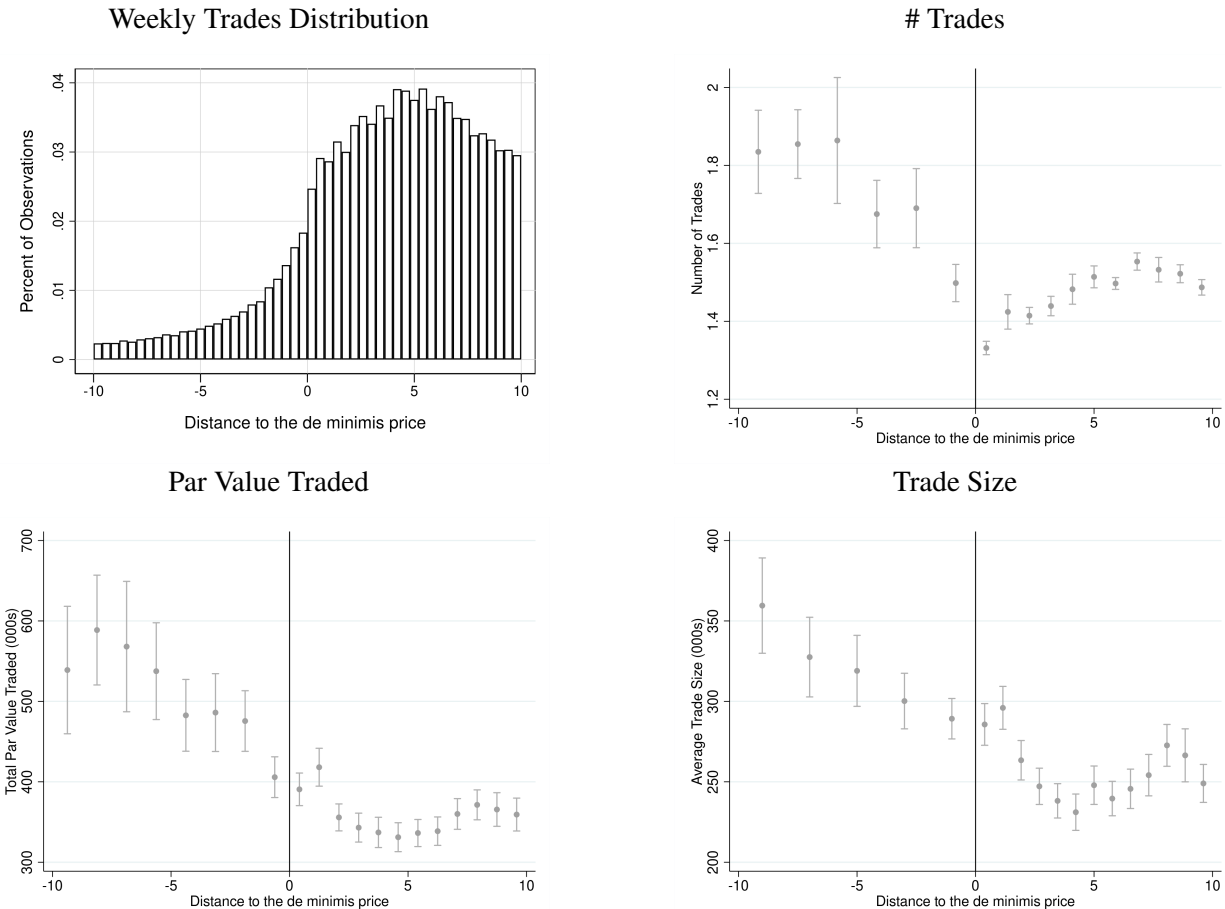 Weekly Trades Distribution
Percent of Observations
.04
.03
.02
.01
0
-10 -5 0 5 10
Distance to the de minimis price
# Trades
Number of Trades
2
1.8
1.6
1.4
1.2
-10 -5 0 5 10
Distance to the de minimis price
Par Value Traded
Total Par Value Traded (000s)
700
600
500
400
300
-10 -5 0 5 10
Distance to the de minimis price
Trade Size
Average Trade Size (000s)
400
350
300
250
200
-10 -5 0 5 10
Distance to the de minimis price